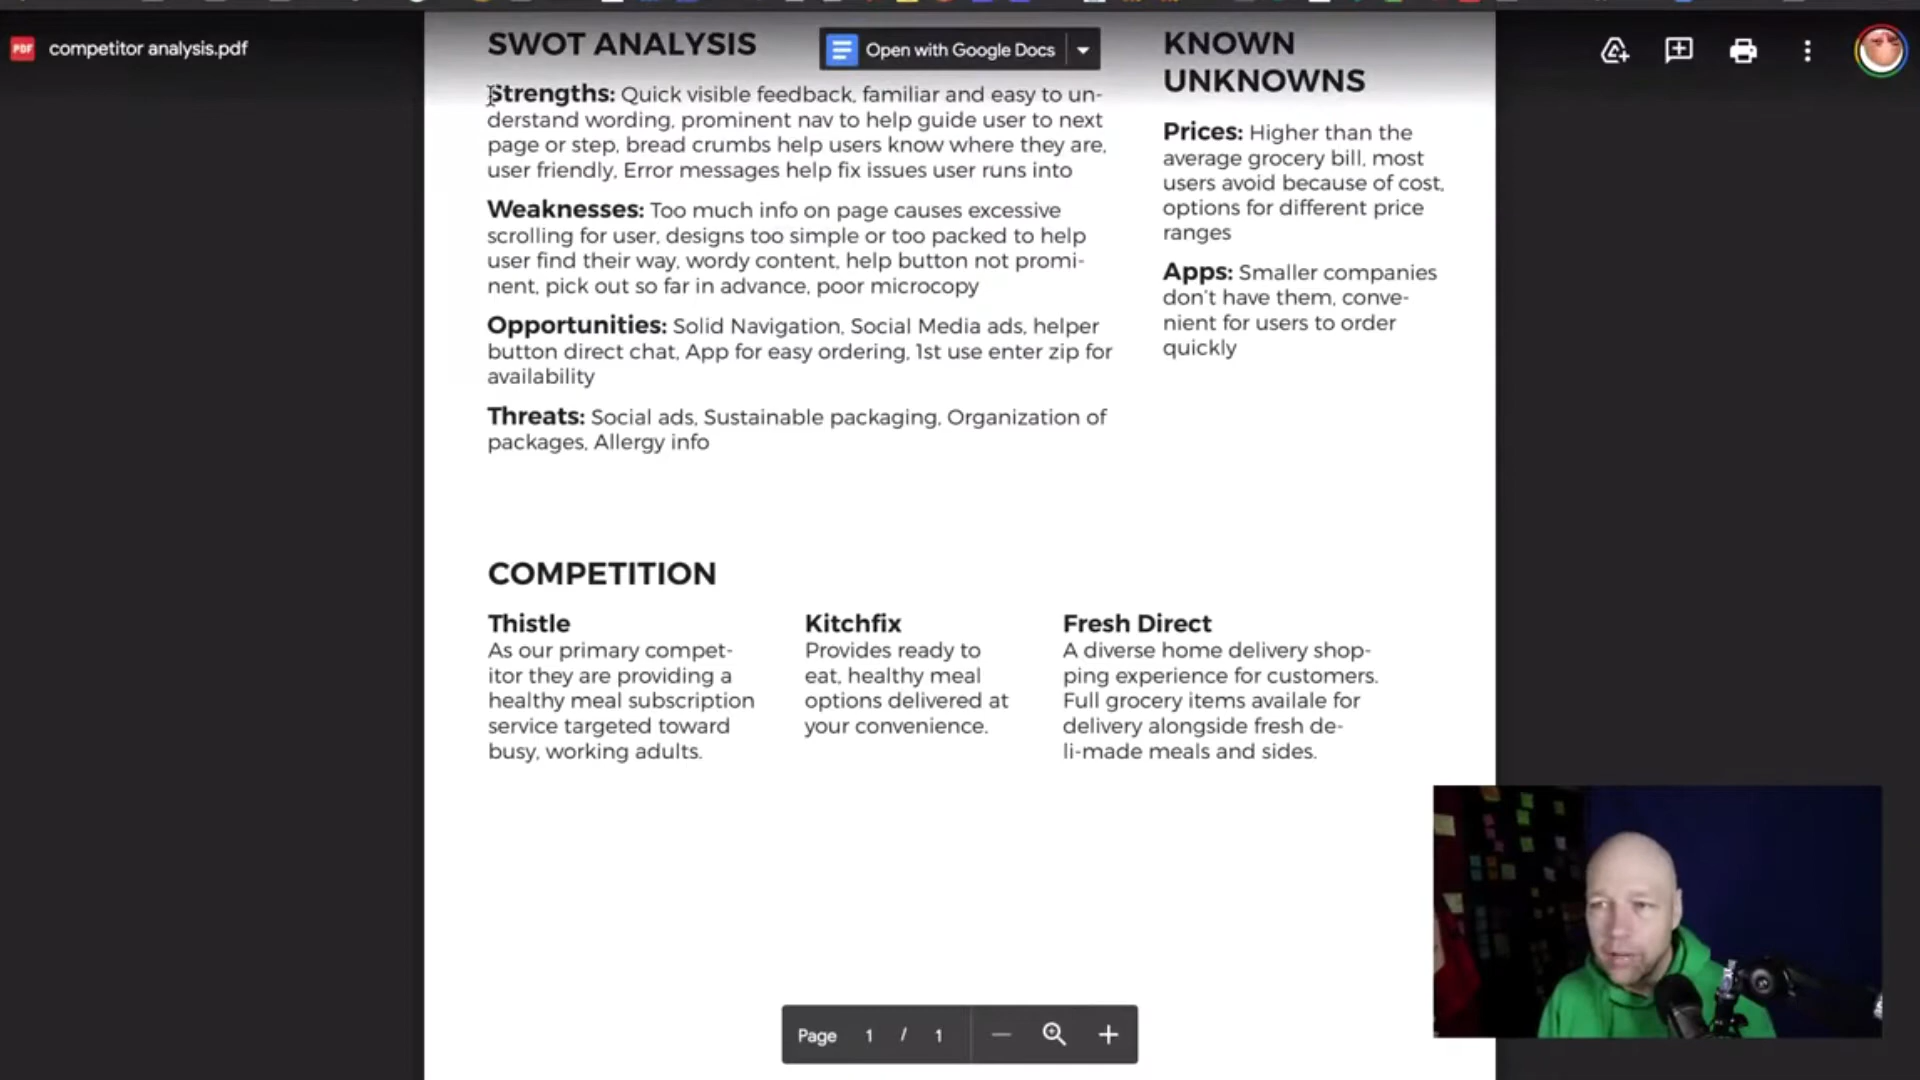 PDF
competitor analysis.pdf
Open with Google Docs
SWOT ANALYSIS
Strengths: Quick visible feedback, familiar and easy to un-
derstand wording, prominent nav to help guide user to next
page or step, bread crumbs help users know where they are,
user friendly, Error messages help fix issues user runs into
Weaknesses: Too much info on page causes excessive
scrolling for user, designs too simple or too packed to help
user find their way, wordy content, help button not promi-
nent, pick out so far in advance, poor microcopy
Opportunities: Solid Navigation, Social Media ads, helper
button direct chat, App for easy ordering, 1st use enter zip for
availability
Threats: Social ads, Sustainable packaging, Organization of
packages, Allergy info
KNOWN
UNKNOWNS
Prices: Higher than the
average grocery bill, most
users avoid because of cost,
options for different price
ranges
Apps: Smaller companies
don't have them, conve-
nient for users to order
quickly
COMPETITION
Thistle
As our primary compet-
itor they are providing a
healthy meal subscription
service targeted toward
busy, working adults.
Kitchfix
Provides ready to
eat, healthy meal
options delivered at
your convenience.
Fresh Direct
A diverse home delivery shop-
ping experience for customers.
Full grocery items availale for
delivery alongside fresh de-
li-made meals and sides.
Page 1 / 1